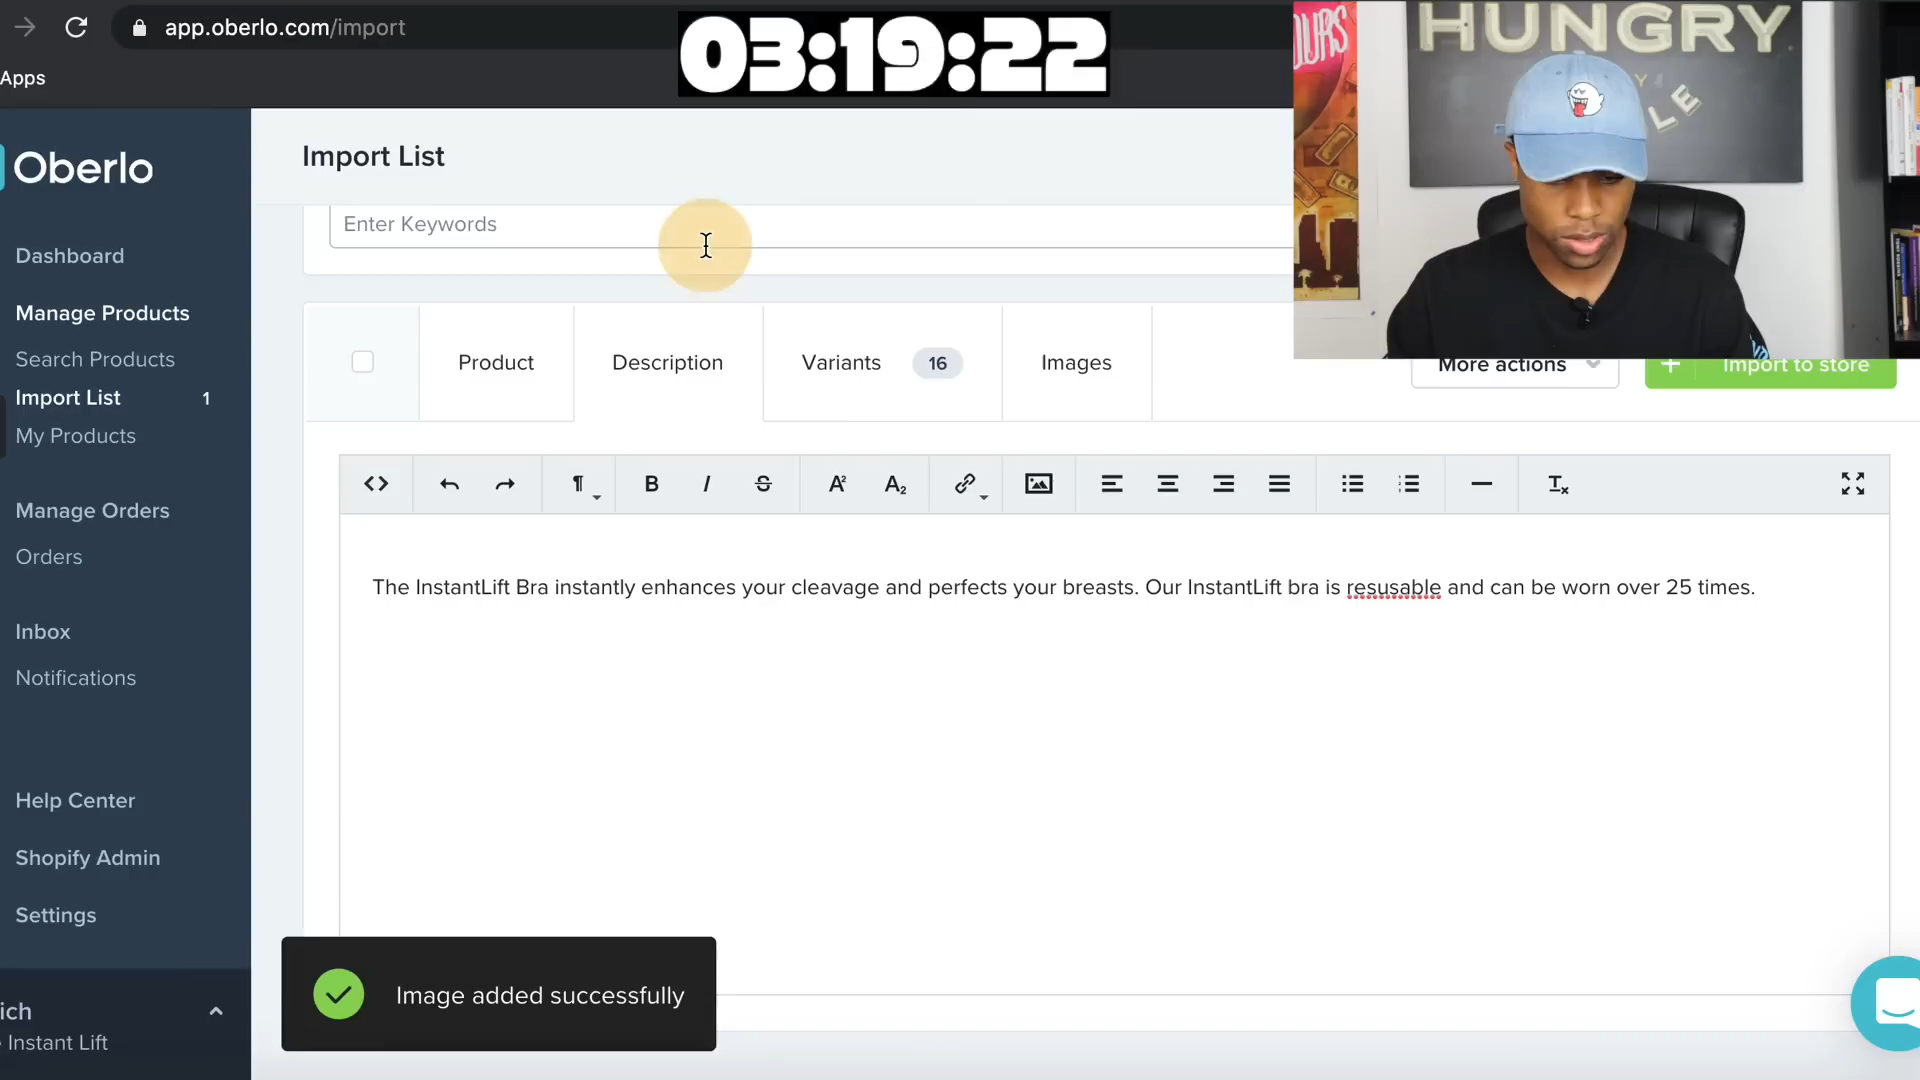 app.oberlo.com/import
03:19:22
Apps
HUNGRY
Y
LE
Oberlo
Import List
Dashboard
Enter Keywords
Manage Products
Search Products
Import List 1
My Products
Product
Description
Variants 16
Images
More actions
+ Import to store
Manage Orders
Orders
Inbox
Notifications
The InstantLift Bra instantly enhances your cleavage and perfects your breasts. Our InstantLift bra is resusable and can be worn over 25 times.
Help Center
Shopify Admin
Settings
Image added successfully
ich
Instant Lift